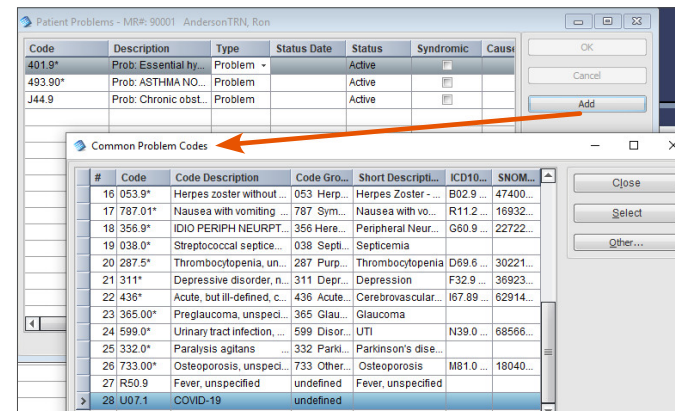 Patient Problems - MR#: 90001 AndersonTRN, Ron
Code Description Type Status Date Status Syndromic Cause
401.9* Prob: Essential hy... Problem Active
493.90* Prob: ASTHMA NO... Problem Active
J44.9 Prob: Chronic obst... Problem Active
OK
Cancel
Add
Common Problem Codes
# Code Code Description Code Gro... Short Descripti... ICD10... SNOM...
16 053.9* Herpes zoster without ... 053 Herp... Herpes Zoster - ... B02.9 ... 47400...
17 787.01* Nausea with vomiting ... 787 Sym... Nausea with vo... R11.2 ... 16932...
18 356.9* IDIO PERIPH NEURPT... 356 Here... Peripheral Neur... G60.9 ... 22722...
19 038.0* Streptococcal septice... 038 Septi... Septicemia
20 287.5* Thrombocytopenia, un... 287 Purp... Thrombocytopenia D69.6 ... 30221...
21 311* Depressive disorder, n... 311 Depr... Depression F32.9 ... 36923...
22 436* Acute, but ill-defined, c... 436 Acute... Cerebrovascular... I67.89 ... 62914...
23 365.00* Preglaucoma, unspeci... 365 Glau... Glaucoma
24 599.0* Urinary tract infection, ... 599 Disor... UTI N39.0 ... 68566...
25 332.0* Paralysis agitans ... 332 Parki... Parkinson's dise...
26 733.00* Osteoporosis, unspeci... 733 Other... Osteoporosis M81.0 ... 18040...
27 R50.9 Fever, unspecified undefined Fever, unspecified
28 U07.1 COVID-19 undefined
Close
Select
Other...